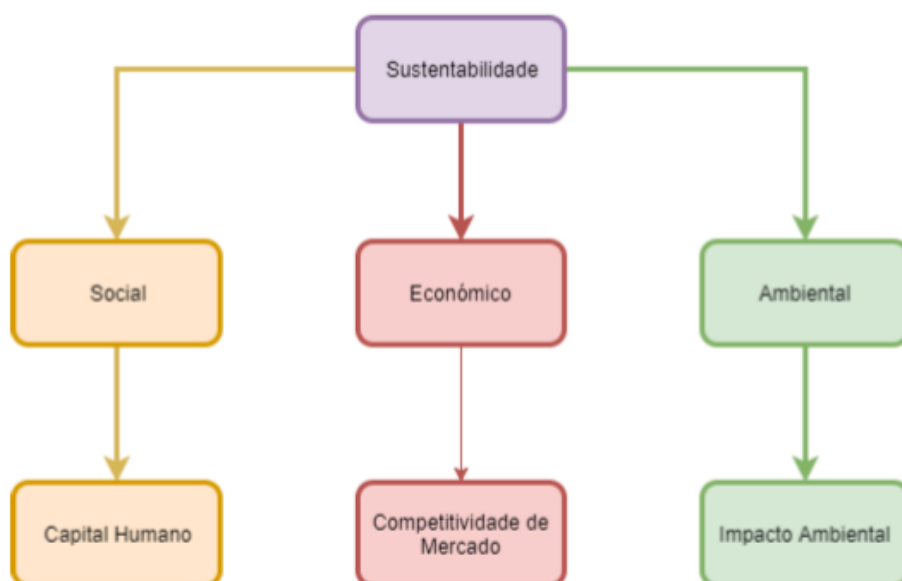 Sustentabilidade
Social
Económico
Ambiental
Capital Humano
Competitividade de
Mercado
Impacto Ambiental